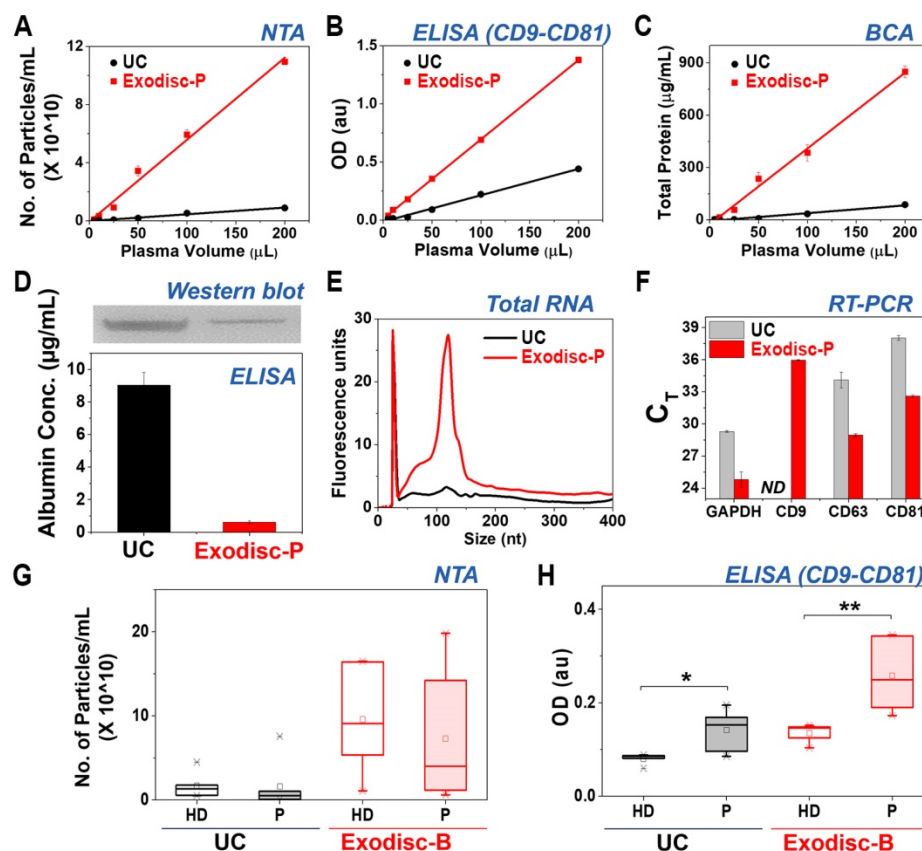 A
NTA
12
8
4
0
No. of Particles/mL
(X 10^10)
UC
Exodisc-P
0
50
100
150
200
Plasma Volume (μL)
B
ELISA (CD9-CD81)
1.5
1.0
0.5
0.0
OD (au)
UC
Exodisc-P
0
50
100
150
200
Plasma Volume (μL)
C
BCA
900
600
300
0
Total Protein (μg/mL)
UC
Exodisc-P
0
50
100
150
200
Plasma Volume (μL)
D
Western blot
ELISA
10
8
6
4
2
0
Albumin Conc. (μg/mL)
UC
Exodisc-P
E
Total RNA
30
20
10
0
Fluorescence units
UC
Exodisc-P
0
100
200
300
400
Size (nt)
F
RT-PCR
39
36
33
30
27
24
CT
UC
Exodisc-P
ND
GAPDH
CD9
CD63
CD81
G
NTA
20
10
0
No. of Particles/mL
(X 10^10)
HD
P
HD
P
UC
Exodisc-B
H
ELISA (CD9-CD81)
0.4
0.2
0.0
OD (au)
*
**
HD
P
HD
P
UC
Exodisc-B